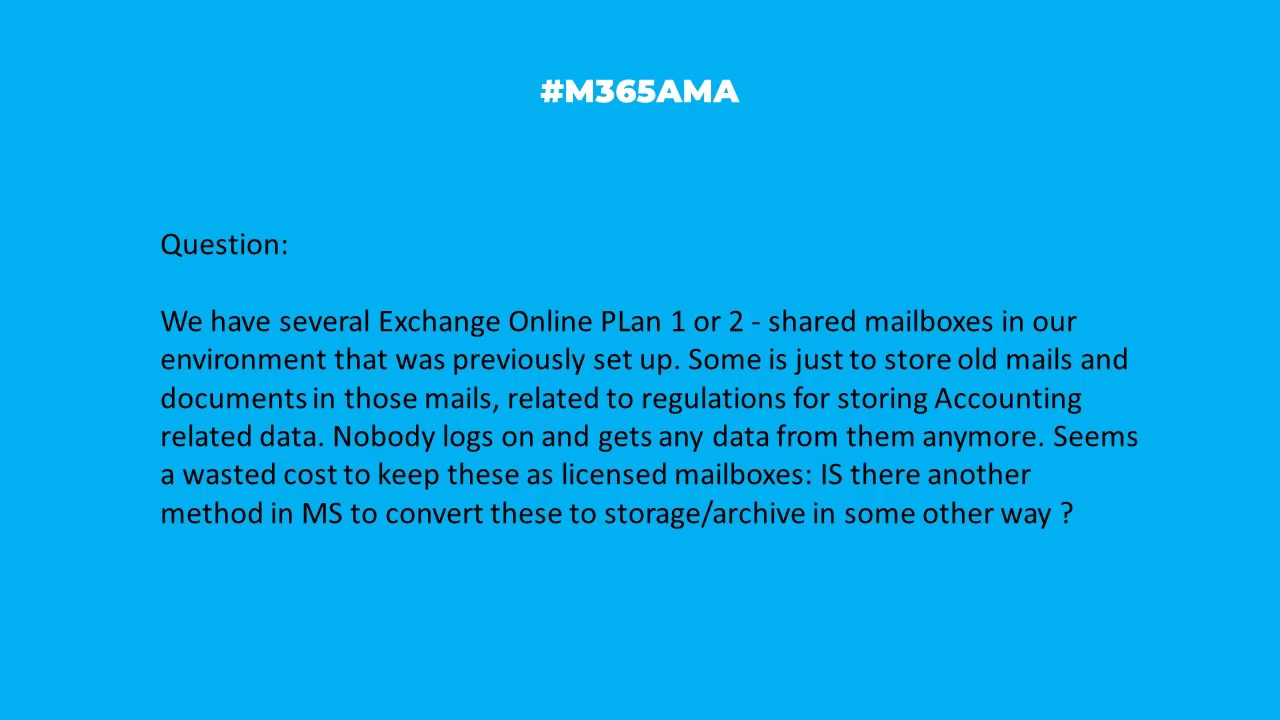 #M365AMA
Question:
We have several Exchange Online PLan 1 or 2 - shared mailboxes in our
environment that was previously set up. Some is just to store old mails and
documents in those mails, related to regulations for storing Accounting
related data. Nobody logs on and gets any data from them anymore. Seems
a wasted cost to keep these as licensed mailboxes: IS there another
method in MS to convert these to storage/archive in some other way ?